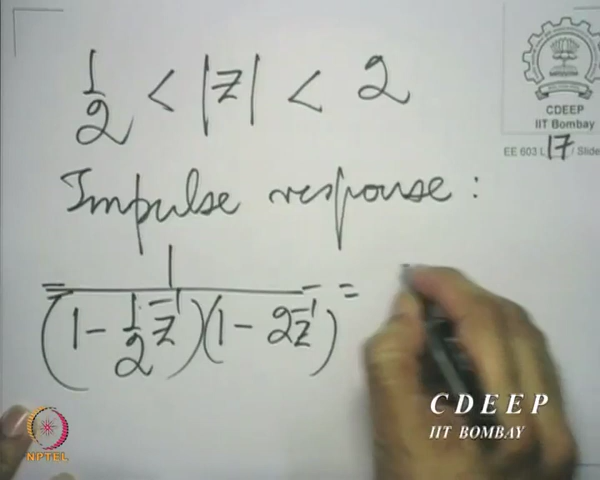 1/2 < |z| < 2
CDEEP
IIT Bombay
EE 603 L 17 / Slide
Impulse response :
= 1 / ((1 - 1/2 z^-1)(1 - 2z^-1)) =
CDEEP
IIT BOMBAY
NPTEL